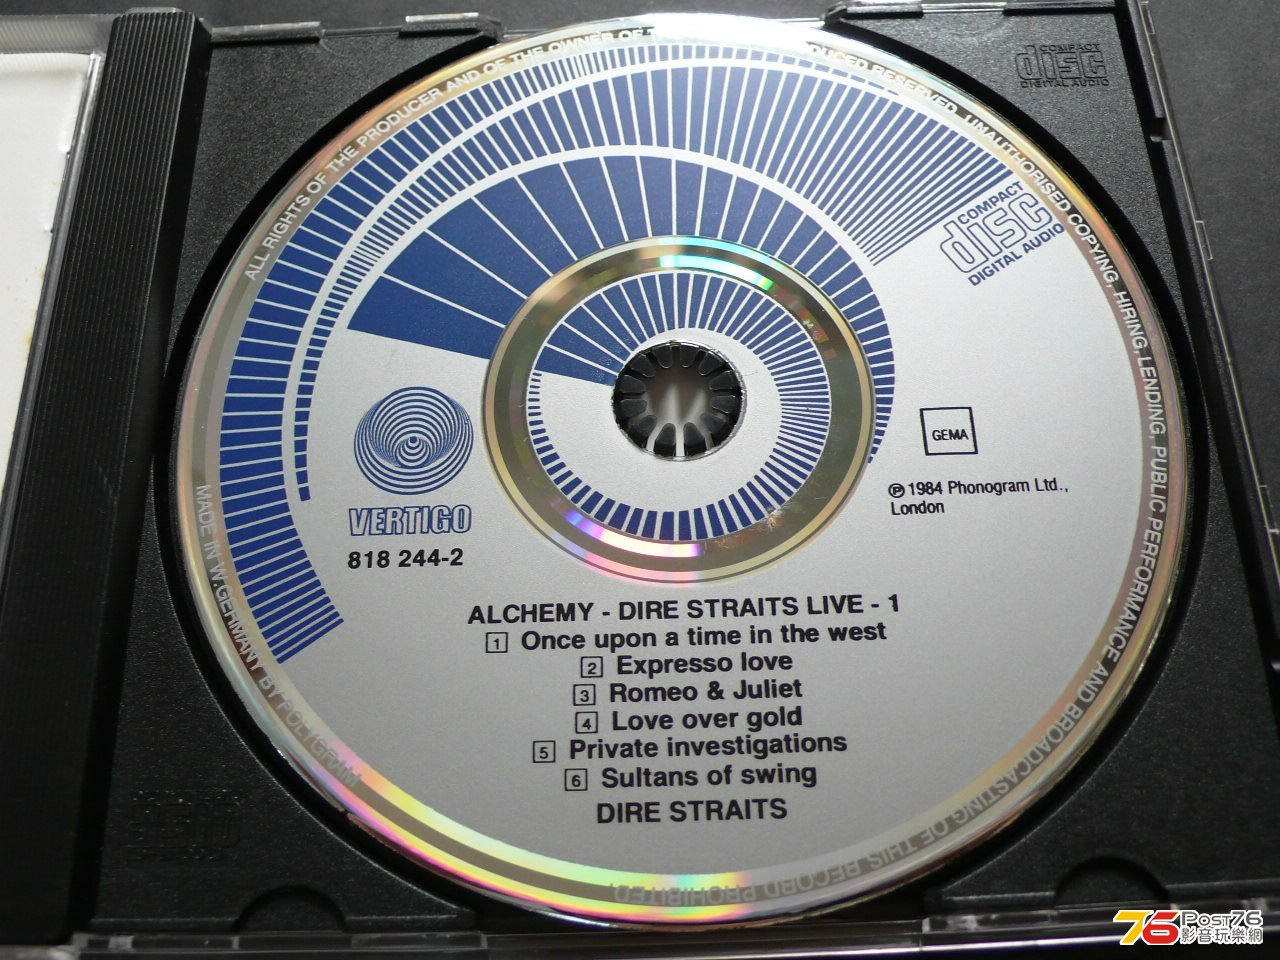 COMPACT
disc
DIGITAL AUDIO
ALL RIGHTS OF THE PRODUCER AND OF THE OWNER OF RESERVED. UNAUTHORISED COPYING, HIRING, LENDING, PUBLIC PERFORMANCE AND BROADCASTING OF THIS RECORD PROHIBITED!
COMPACT
disc
DIGITAL AUDIO
GEMA
℗ 1984 Phonogram Ltd.,
London
VERTIGO
818 244-2
ALCHEMY - DIRE STRAITS LIVE - 1
1 Once upon a time in the west
2 Expresso love
3 Romeo & Juliet
4 Love over gold
5 Private investigations
6 Sultans of swing
DIRE STRAITS
MADE IN W. GERMANY BY POLYGRAM
76 Post76
影音玩樂網